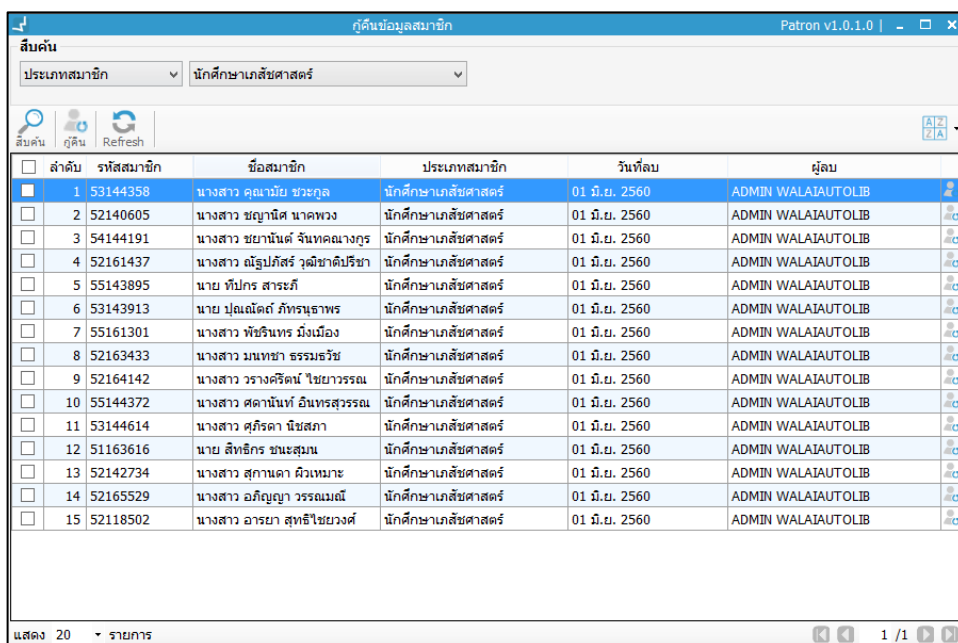 กู้คืนข้อมูลสมาชิก Patron v1.0.1.0 |
สืบค้น
ประเภทสมาชิก นักศึกษาเภสัชศาสตร์
สืบค้น กู้คืน Refresh
ลำดับ รหัสสมาชิก ชื่อสมาชิก ประเภทสมาชิก วันที่ลบ ผู้ลบ
1 53144358 นางสาว คุณามัย ชวะกูล นักศึกษาเภสัชศาสตร์ 01 มิ.ย. 2560 ADMIN WALAIAUTOLIB
2 52140605 นางสาว ชญานิศ นาคพวง นักศึกษาเภสัชศาสตร์ 01 มิ.ย. 2560 ADMIN WALAIAUTOLIB
3 54144191 นางสาว ชยานันต์ จันทคณางกูร นักศึกษาเภสัชศาสตร์ 01 มิ.ย. 2560 ADMIN WALAIAUTOLIB
4 52161437 นางสาว ณัฐปภัสร์ วุฒิชาติปรีชา นักศึกษาเภสัชศาสตร์ 01 มิ.ย. 2560 ADMIN WALAIAUTOLIB
5 55143895 นาย ทีปกร สาระภี นักศึกษาเภสัชศาสตร์ 01 มิ.ย. 2560 ADMIN WALAIAUTOLIB
6 53143913 นาย ปุณณัตถ์ ภัทรนุธาพร นักศึกษาเภสัชศาสตร์ 01 มิ.ย. 2560 ADMIN WALAIAUTOLIB
7 55161301 นางสาว พัชรินทร มิ่งเมือง นักศึกษาเภสัชศาสตร์ 01 มิ.ย. 2560 ADMIN WALAIAUTOLIB
8 52163433 นางสาว มนทชา ธรรมธวัช นักศึกษาเภสัชศาสตร์ 01 มิ.ย. 2560 ADMIN WALAIAUTOLIB
9 52164142 นางสาว วรางศรีรัตน์ ไชยาวรรณ นักศึกษาเภสัชศาสตร์ 01 มิ.ย. 2560 ADMIN WALAIAUTOLIB
10 55144372 นางสาว ศดานันท์ อินทรสุวรรณ นักศึกษาเภสัชศาสตร์ 01 มิ.ย. 2560 ADMIN WALAIAUTOLIB
11 53144614 นางสาว ศุภิรดา นิชสภา นักศึกษาเภสัชศาสตร์ 01 มิ.ย. 2560 ADMIN WALAIAUTOLIB
12 51163616 นาย สิทธิกร ชนะสุมน นักศึกษาเภสัชศาสตร์ 01 มิ.ย. 2560 ADMIN WALAIAUTOLIB
13 52142734 นางสาว สุกานดา ผิวเหมาะ นักศึกษาเภสัชศาสตร์ 01 มิ.ย. 2560 ADMIN WALAIAUTOLIB
14 52165529 นางสาว อภิญญา วรรณมณี นักศึกษาเภสัชศาสตร์ 01 มิ.ย. 2560 ADMIN WALAIAUTOLIB
15 52118502 นางสาว อารยา สุทธิไชยวงศ์ นักศึกษาเภสัชศาสตร์ 01 มิ.ย. 2560 ADMIN WALAIAUTOLIB
แสดง 20 รายการ 1 /1